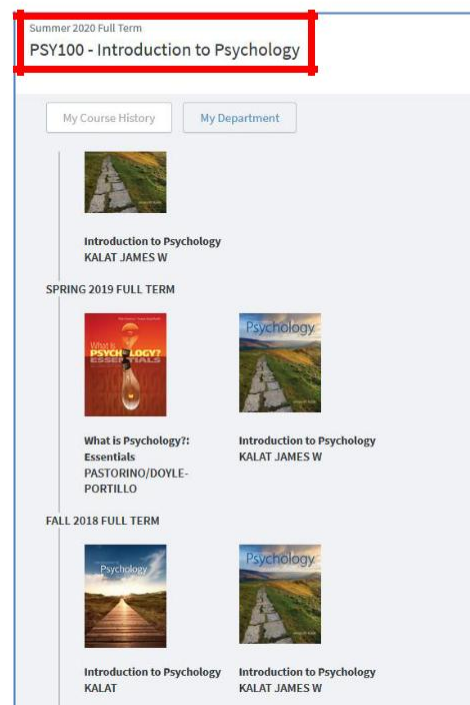 Summer 2020 Full Term
PSY100 - Introduction to Psychology
My Course History
My Department
Introduction to Psychology
KALAT JAMES W
SPRING 2019 FULL TERM
What is
PSYCHOLOGY?
ESSENTIALS
Psychology
What is Psychology?:
Essentials
PASTORINO/DOYLE-
PORTILLO
Introduction to Psychology
KALAT JAMES W
FALL 2018 FULL TERM
Psychology
Psychology
Introduction to Psychology
KALAT
Introduction to Psychology
KALAT JAMES W